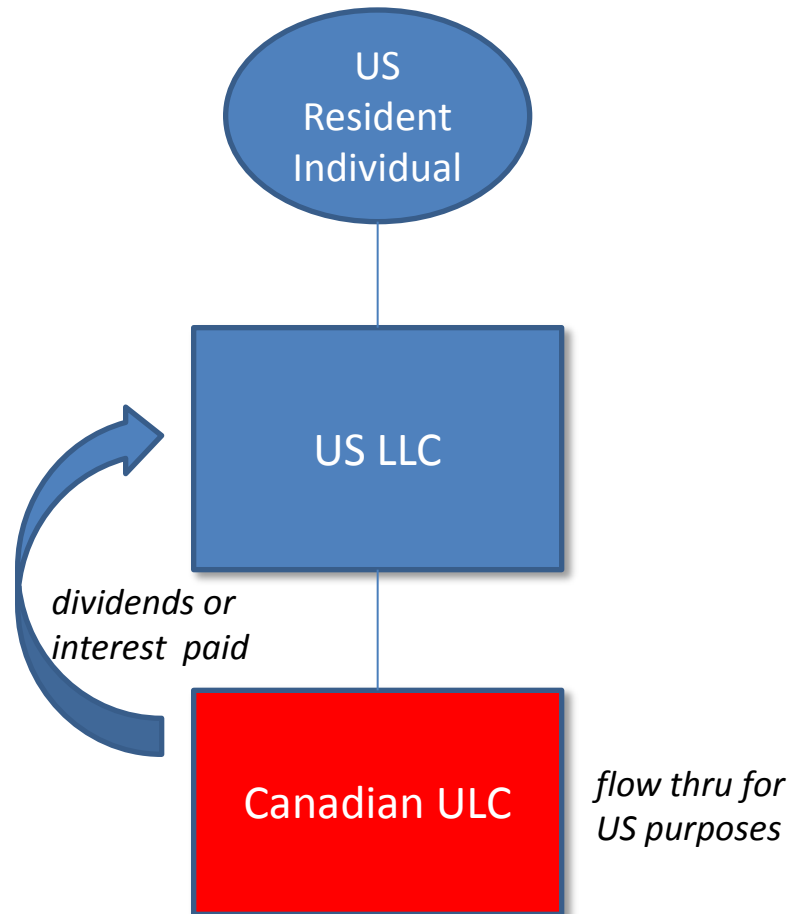 US
Resident
Individual
US LLC
dividends or
interest paid
Canadian ULC
flow thru for
US purposes